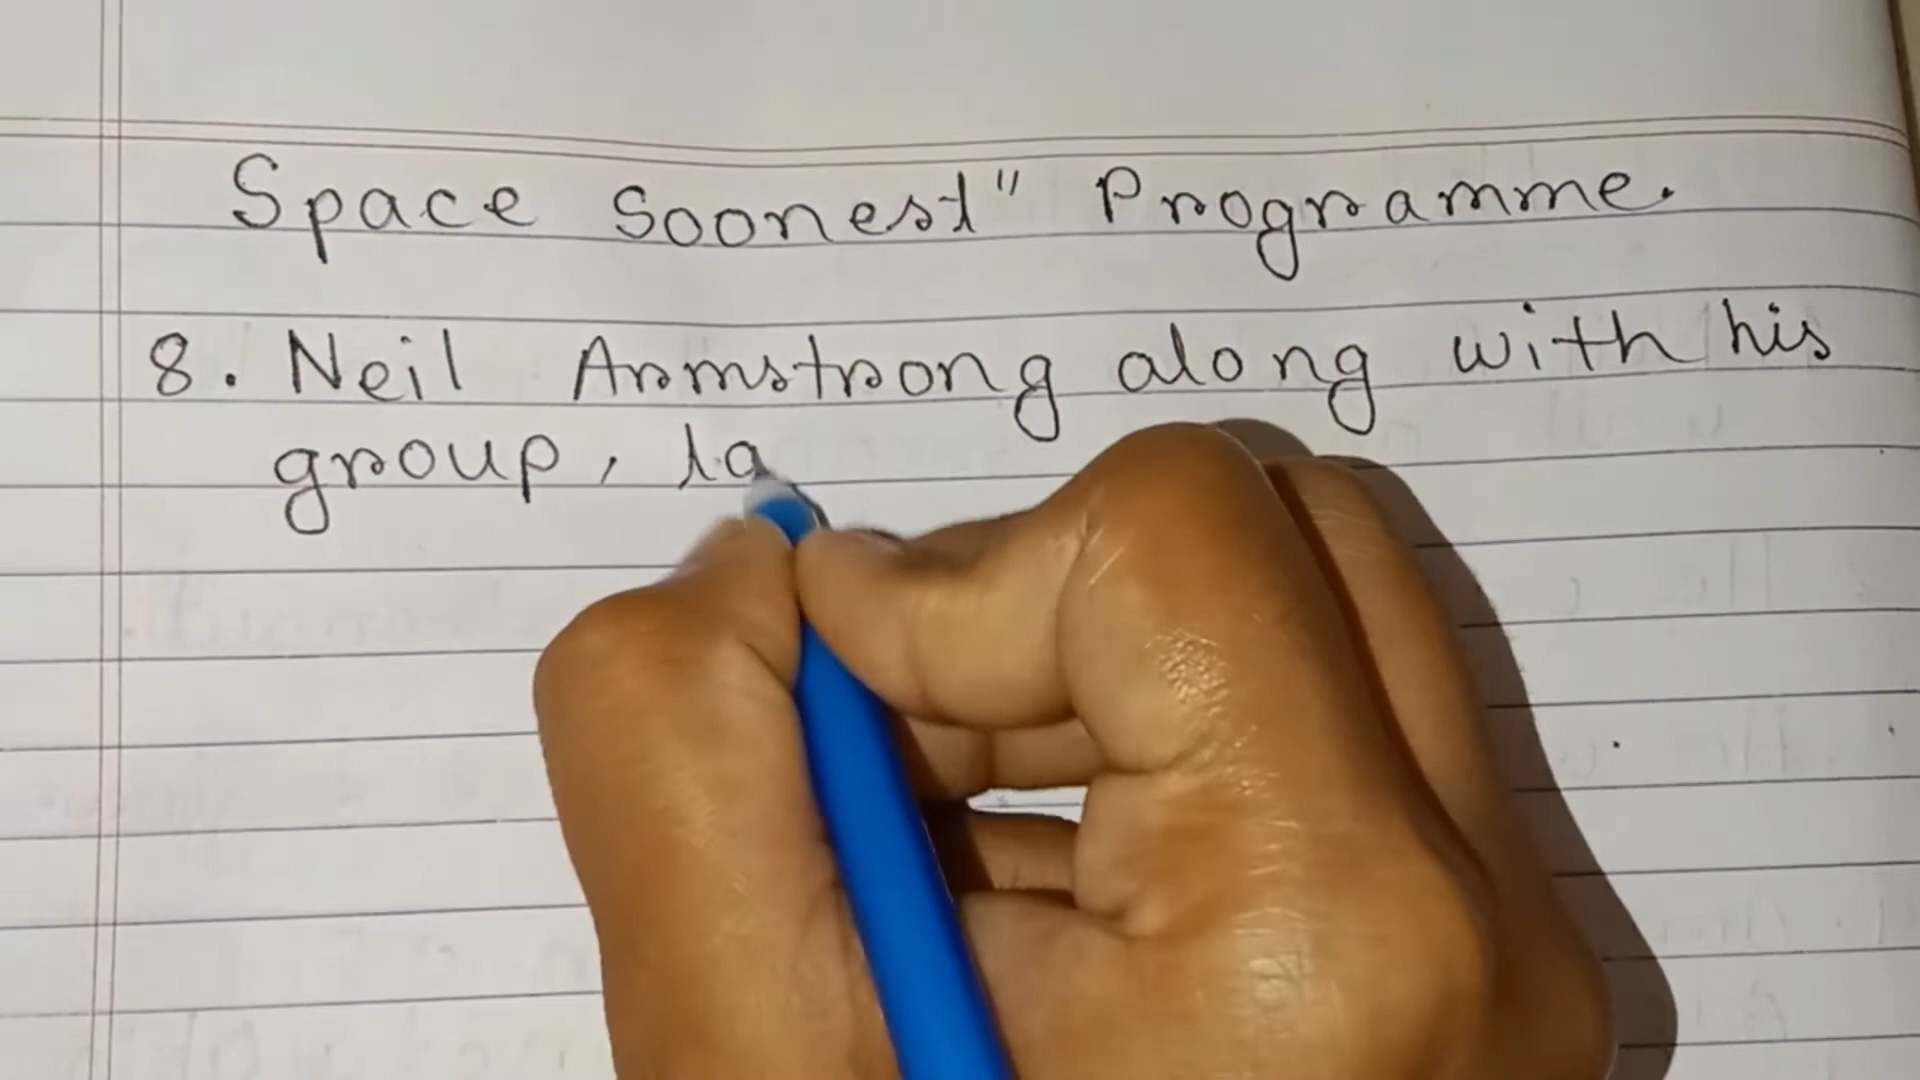 Space Soonest" Programme.
8. Neil Armstrong along with his
group, la